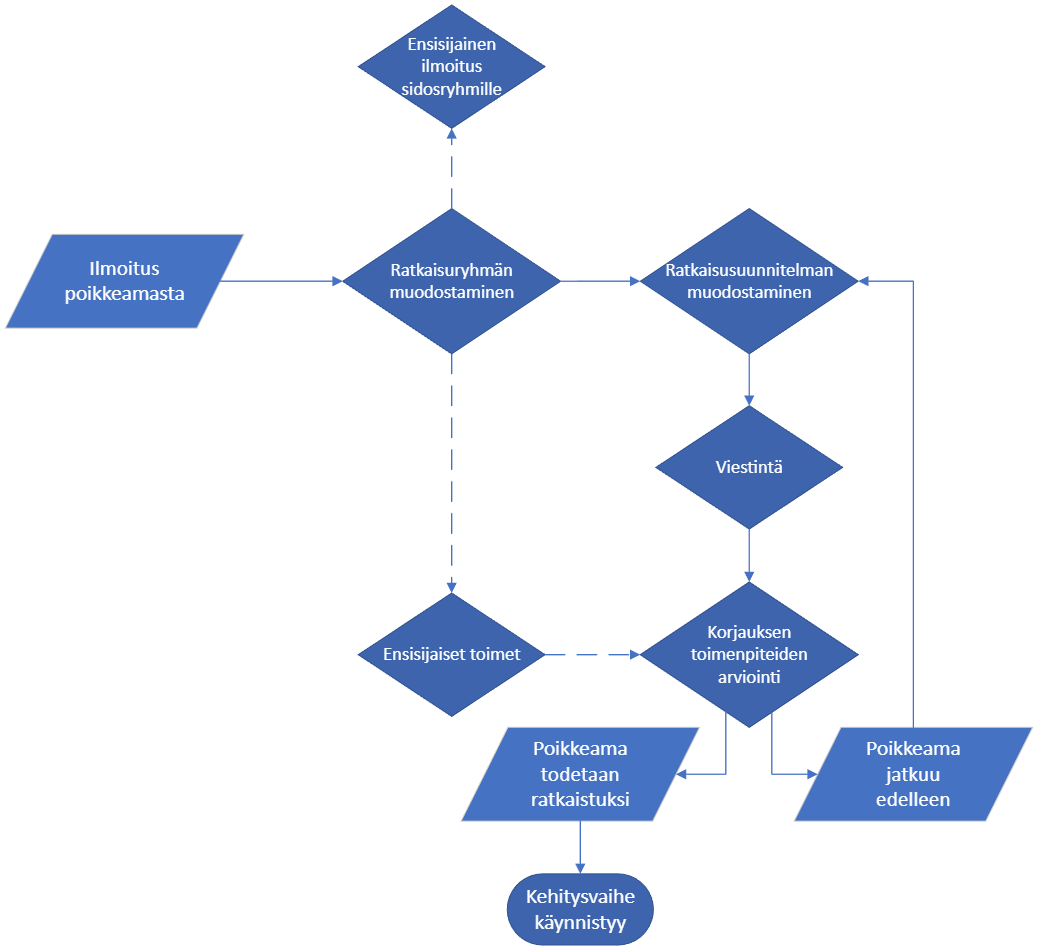 Ensisijainen
ilmoitus
sidosryhmille
Ilmoitus
poikkeamasta
Ratkaisuryhmän
muodostaminen
Ratkaisusuunnitelman
muodostaminen
Viestintä
Ensisijaiset toimet
Korjauksen
toimenpiteiden
arviointi
Poikkeama
todetaan
ratkaistuksi
Poikkeama
jatkuu
edelleen
Kehitysvaihe
käynnistyy